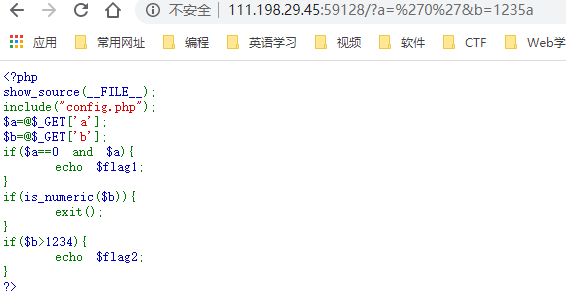 不安全 | 111.198.29.45:59128/?a=%270%27&b=1235a
应用 常用网址 编程 英语学习 视频 软件 CTF Web学
<?php
show_source(__FILE__);
include("config.php");
$a=@$_GET['a'];
$b=@$_GET['b'];
if($a==0 and $a){
echo $flag1;
}
if(is_numeric($b)){
exit();
}
if($b>1234){
echo $flag2;
}
?>